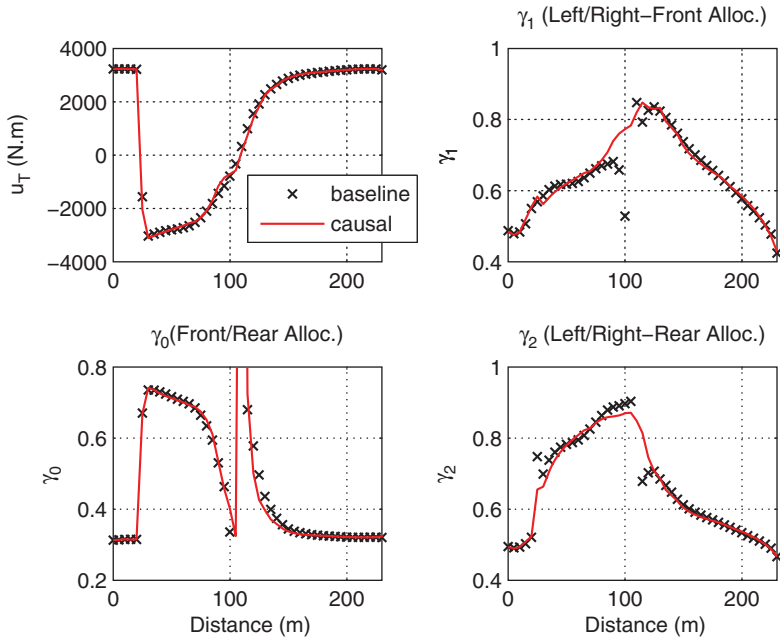 4000
2000
0
−2000
−4000
u_T (N.m)
0
100
200
baseline
causal
γ_1 (Left/Right−Front Alloc.)
1
0.8
0.6
0.4
γ_1
0
100
200
γ_0(Front/Rear Alloc.)
0.8
0.6
0.4
0.2
γ_0
0
100
200
Distance (m)
γ_2 (Left/Right−Rear Alloc.)
1
0.8
0.6
0.4
γ_2
0
100
200
Distance (m)